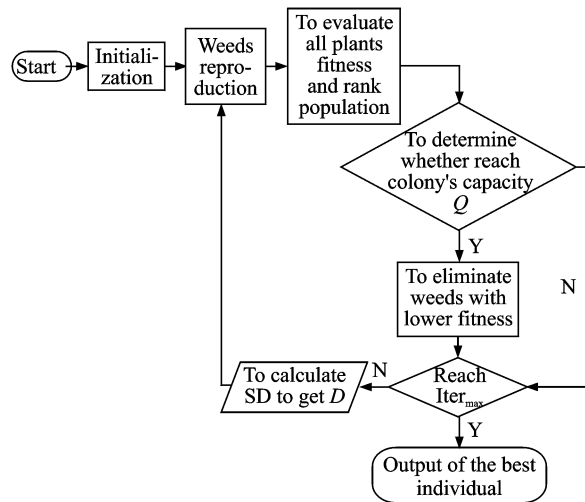 Start
Initiali-
zation
Weeds
repro-
duction
To evaluate
all plants
fitness
and rank
population
To determine
whether reach
colony's capacity
Q
Y
N
To eliminate
weeds with
lower fitness
Reach
Iter_max
N
To calculate
SD to get D
Y
Output of the best
individual